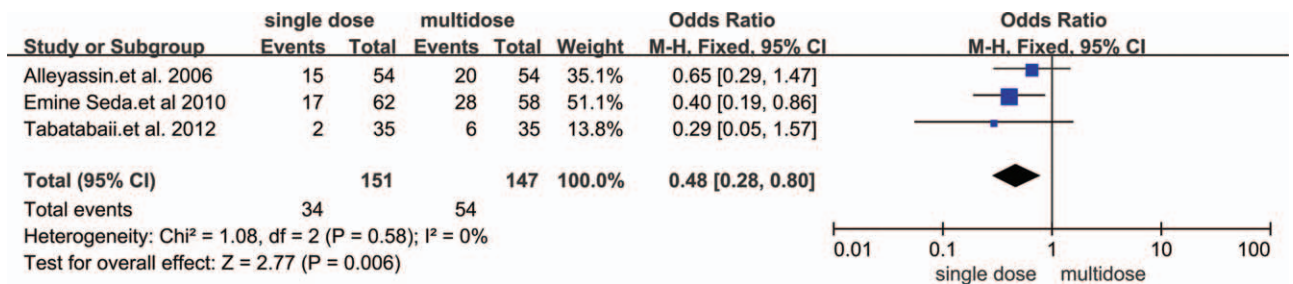 single dose multidose Odds Ratio Odds Ratio
Study or Subgroup Events Total Events Total Weight M-H, Fixed, 95% CI M-H, Fixed, 95% CI
Alleyassin.et al. 2006 15 54 20 54 35.1% 0.65 [0.29, 1.47]
Emine Seda.et al 2010 17 62 28 58 51.1% 0.40 [0.19, 0.86]
Tabatabaii.et al. 2012 2 35 6 35 13.8% 0.29 [0.05, 1.57]
Total (95% CI) 151 147 100.0% 0.48 [0.28, 0.80]
Total events 34 54
Heterogeneity: Chi² = 1.08, df = 2 (P = 0.58); I² = 0%
Test for overall effect: Z = 2.77 (P = 0.006)
0.01 0.1 1 10 100
single dose multidose